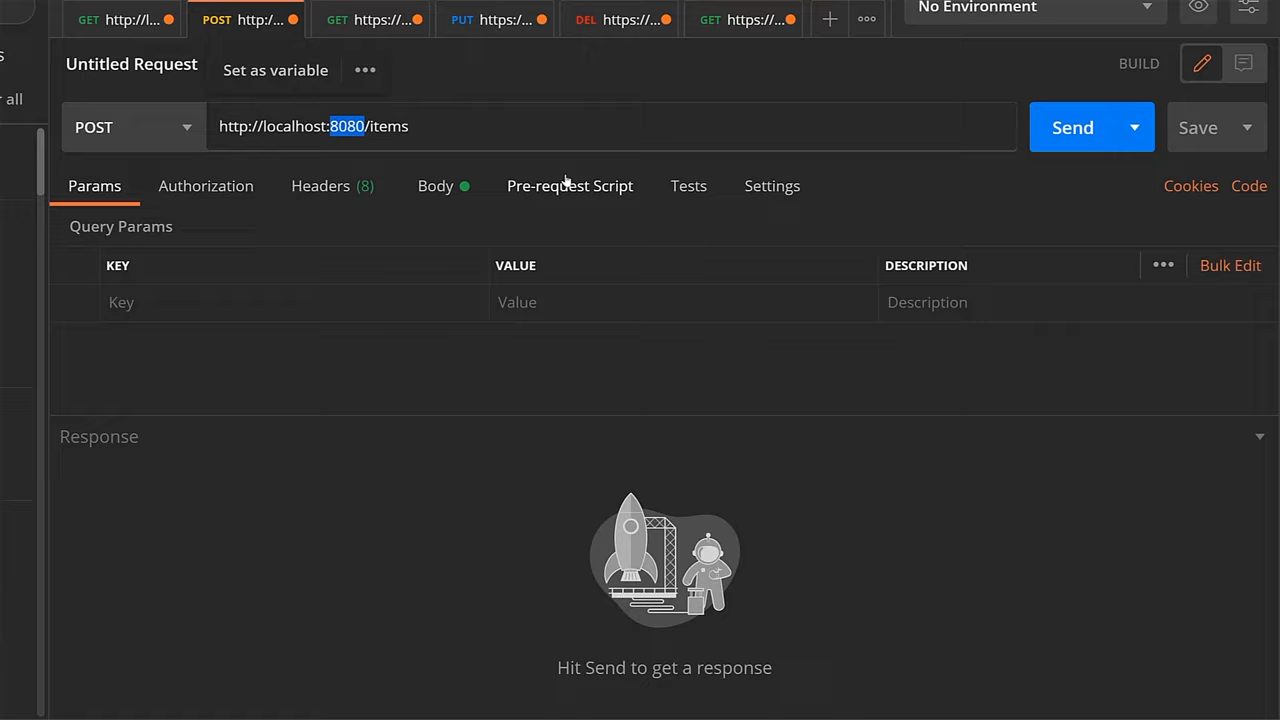 GET http://l...
POST http:/...
GET https://...
PUT https:/...
DEL https://...
GET https://...
No Environment
s
Untitled Request
Set as variable
BUILD
r all
POST
http://localhost:8080/items
Send
Save
Params
Authorization
Headers (8)
Body
Pre-request Script
Tests
Settings
Cookies
Code
Query Params
KEY
VALUE
DESCRIPTION
Bulk Edit
Key
Value
Description
Response
Hit Send to get a response